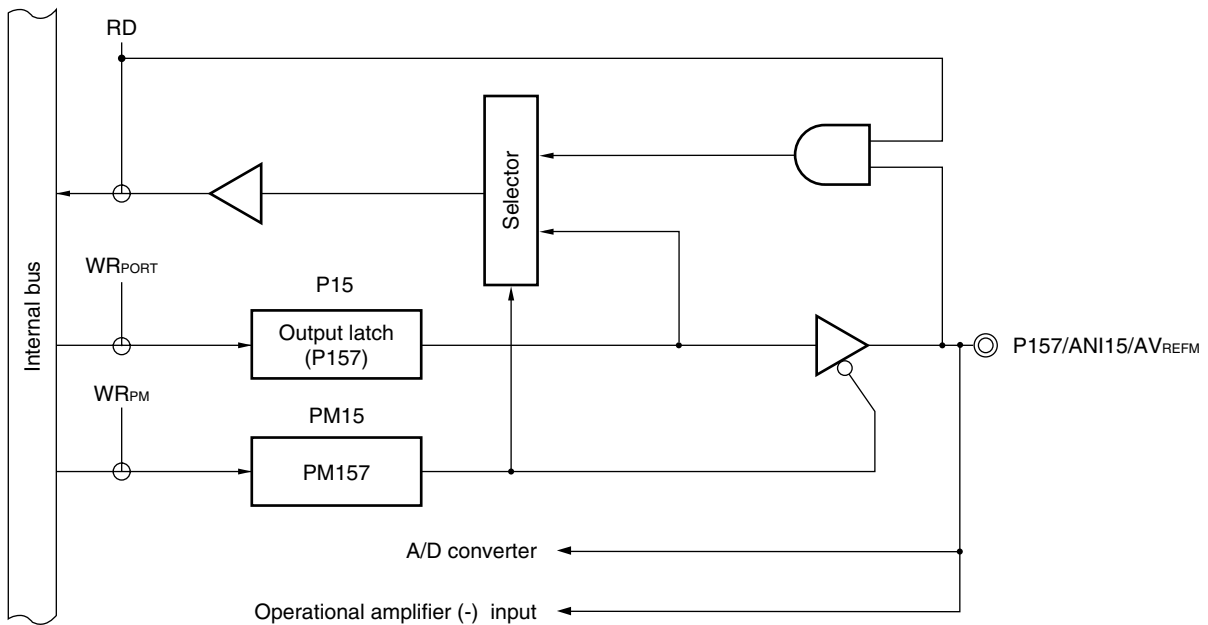 RD
Selector
Internal bus
WRPORT
P15
Output latch
(P157)
P157/ANI15/AVREFM
WRPM
PM15
PM157
A/D converter
Operational amplifier (-) input